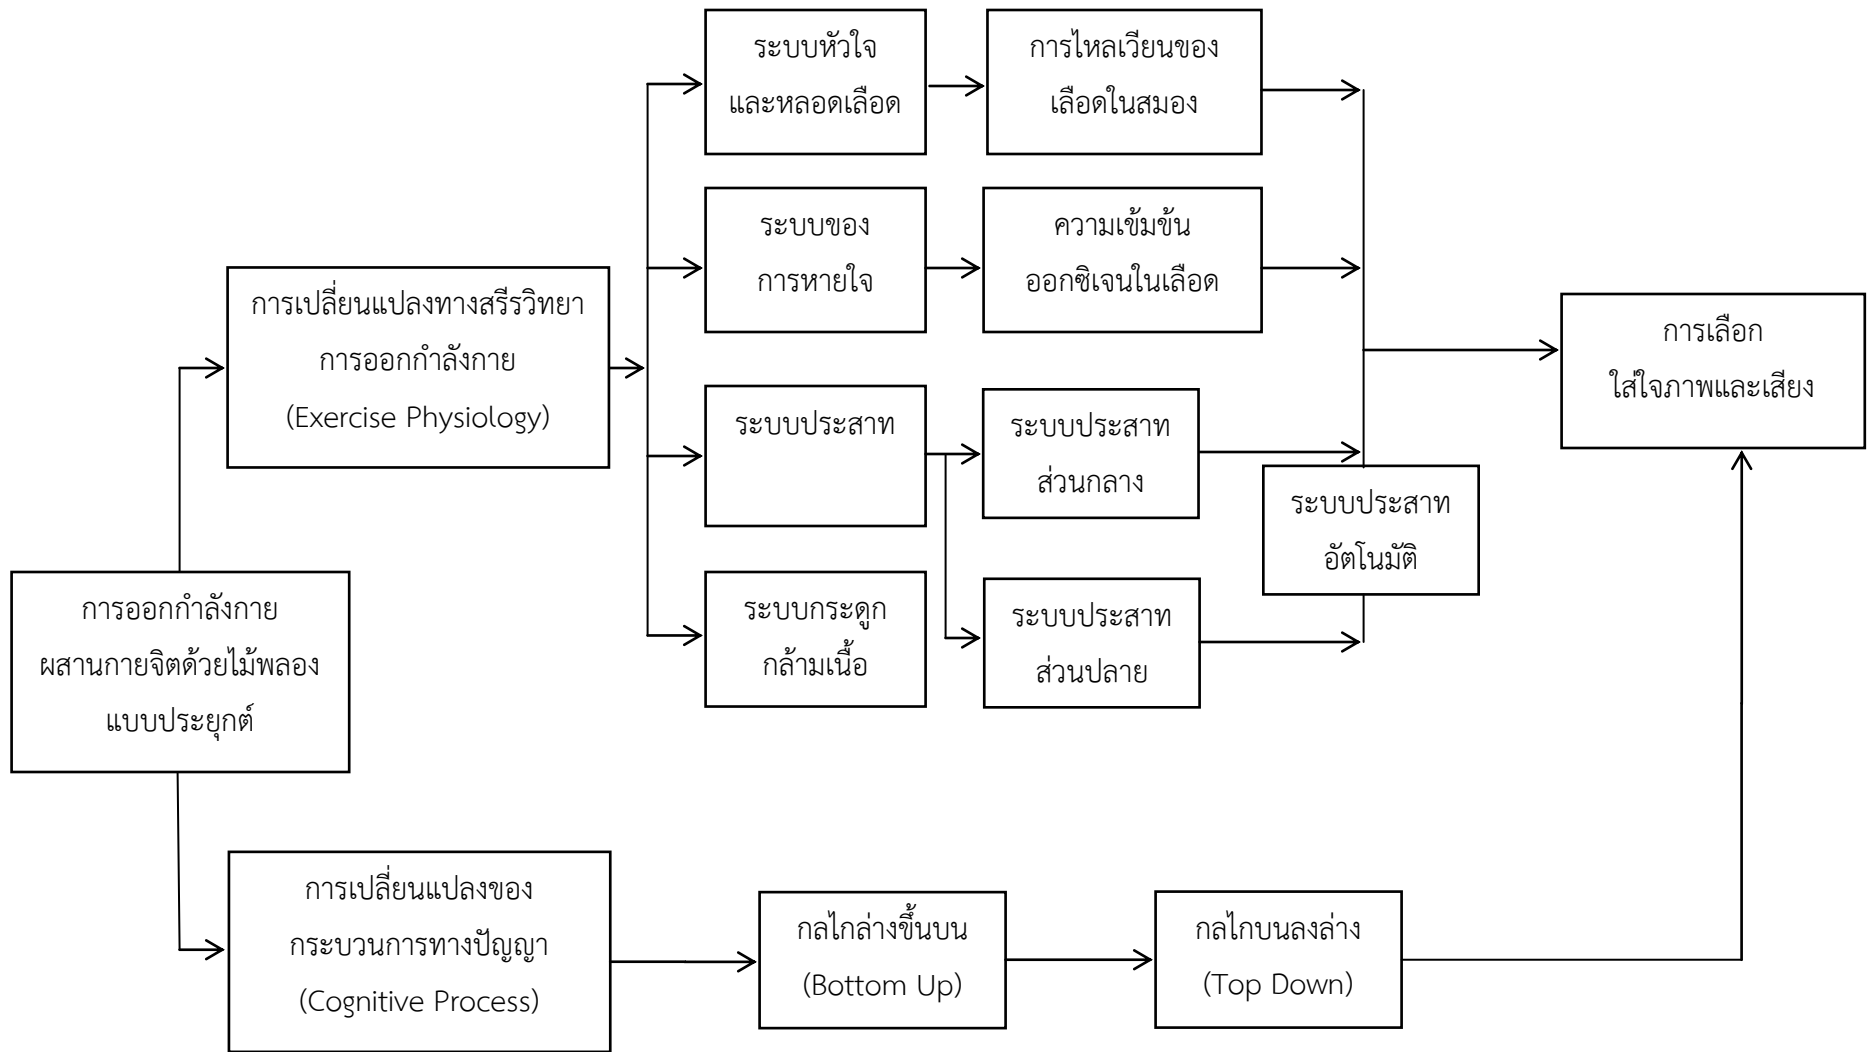 ระบบหัวใจ
และหลอดเลือด
การไหลเวียนของ
เลือดในสมอง
ระบบของ
การหายใจ
ความเข้มข้น
ออกซิเจนในเลือด
การเปลี่ยนแปลงทางสรีรวิทยา
การออกกำลังกาย
(Exercise Physiology)
การเลือก
ใส่ใจภาพและเสียง
ระบบประสาท
ระบบประสาท
ส่วนกลาง
ระบบประสาท
อัตโนมัติ
การออกกำลังกาย
ผสานกายจิตด้วยไม้พลอง
แบบประยุกต์
ระบบกระดูก
กล้ามเนื้อ
ระบบประสาท
ส่วนปลาย
การเปลี่ยนแปลงของ
กระบวนการทางปัญญา
(Cognitive Process)
กลไกล่างขึ้นบน
(Bottom Up)
กลไกบนลงล่าง
(Top Down)